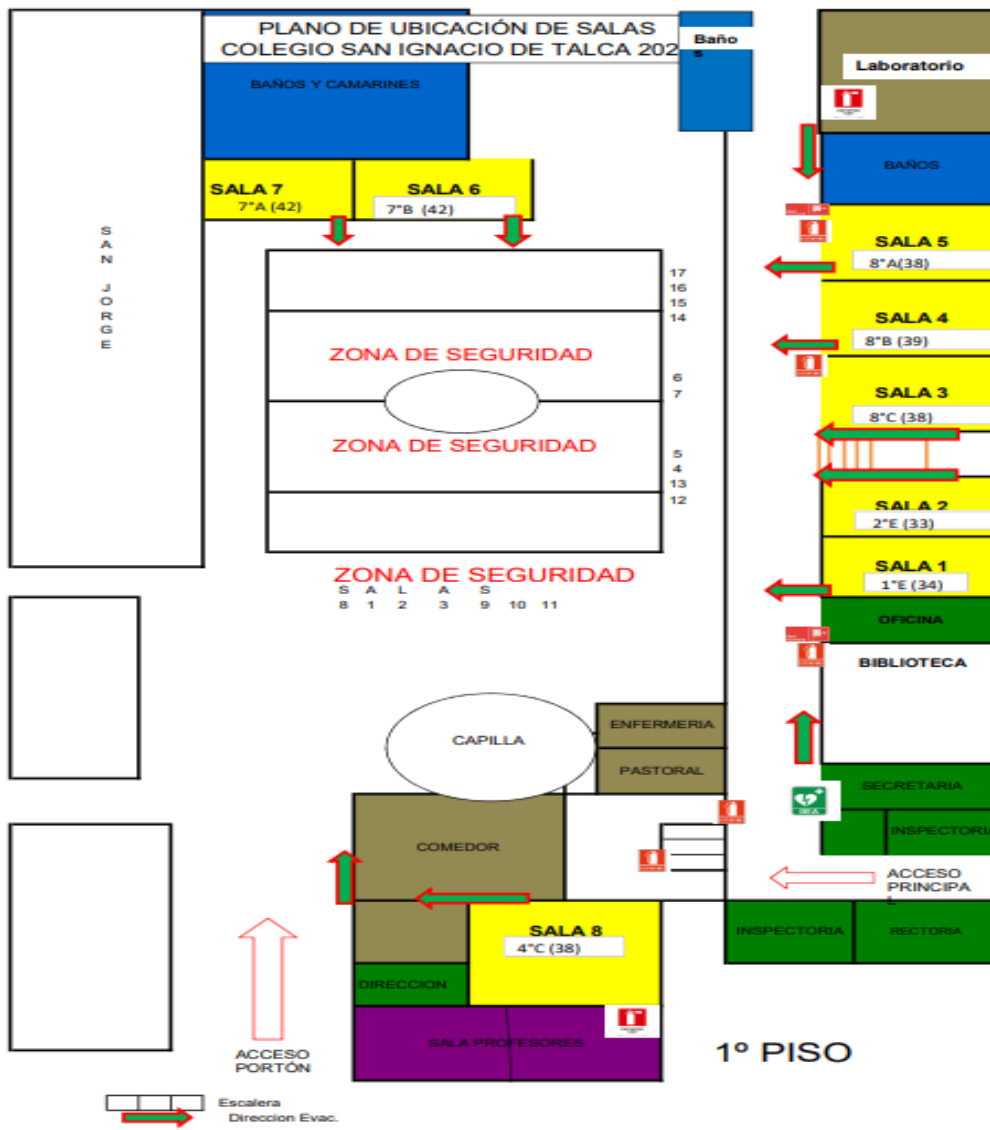 PLANO DE UBICACIÓN DE SALAS
COLEGIO SAN IGNACIO DE TALCA 202
Baño
s
BAÑOS Y CAMARINES
Laboratorio
BAÑOS
SALA 7
7°A (42)
SALA 6
7°B (42)
SAN JORGE
SALA 5
8°A(38)
17
16
15
14
ZONA DE SEGURIDAD
SALA 4
8°B (39)
6
7
SALA 3
8°C (38)
ZONA DE SEGURIDAD
5
4
13
12
SALA 2
2°E (33)
ZONA DE SEGURIDAD
S A L A S
8 1 2 3 9 10 11
SALA 1
1°E (34)
OFICINA
BIBLIOTECA
CAPILLA
ENFERMERIA
PASTORAL
SECRETARIA
DEA
INSPECTORIA
COMEDOR
ACCESO
PRINCIPA
L
SALA 8
4°C (38)
INSPECTORIA
RECTORIA
DIRECCION
SALA PROFESORES
1º PISO
ACCESO
PORTÓN
Escalera
Direccion Evac.